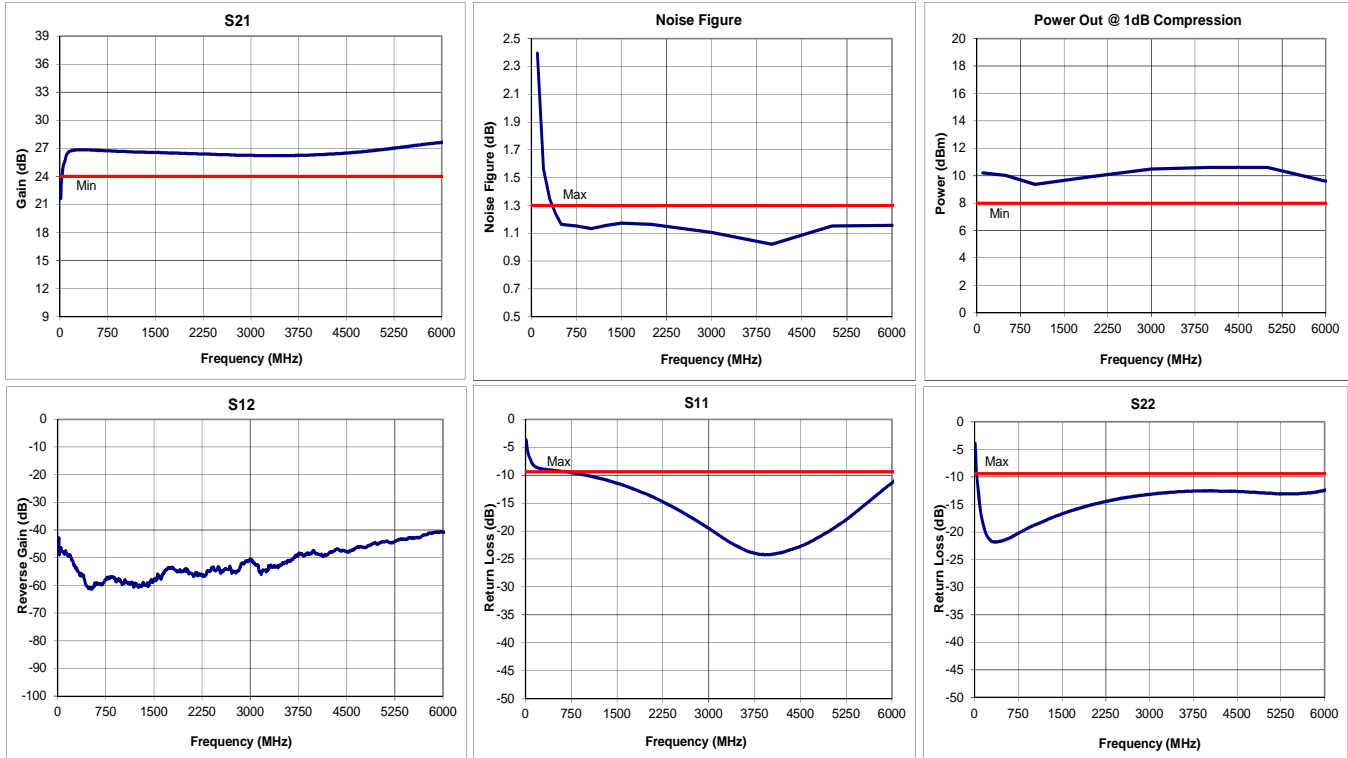 S21
Gain (dB)
39
36
33
30
27
24
21
18
15
12
9
Min
0 750 1500 2250 3000 3750 4500 5250 6000
Frequency (MHz)
Noise Figure
Noise Figure (dB)
2.5
2.3
2.1
1.9
1.7
1.5
1.3
1.1
0.9
0.7
0.5
Max
0 750 1500 2250 3000 3750 4500 5250 6000
Frequency (MHz)
Power Out @ 1dB Compression
Power (dBm)
20
18
16
14
12
10
8
6
4
2
0
Min
0 750 1500 2250 3000 3750 4500 5250 6000
Frequency (MHz)
S12
Reverse Gain (dB)
0
-10
-20
-30
-40
-50
-60
-70
-80
-90
-100
0 750 1500 2250 3000 3750 4500 5250 6000
Frequency (MHz)
S11
Return Loss (dB)
0
-5
-10
-15
-20
-25
-30
-35
-40
-45
-50
Max
0 750 1500 2250 3000 3750 4500 5250 6000
Frequency (MHz)
S22
Return Loss (dB)
0
-5
-10
-15
-20
-25
-30
-35
-40
-45
-50
Max
0 750 1500 2250 3000 3750 4500 5250 6000
Frequency (MHz)